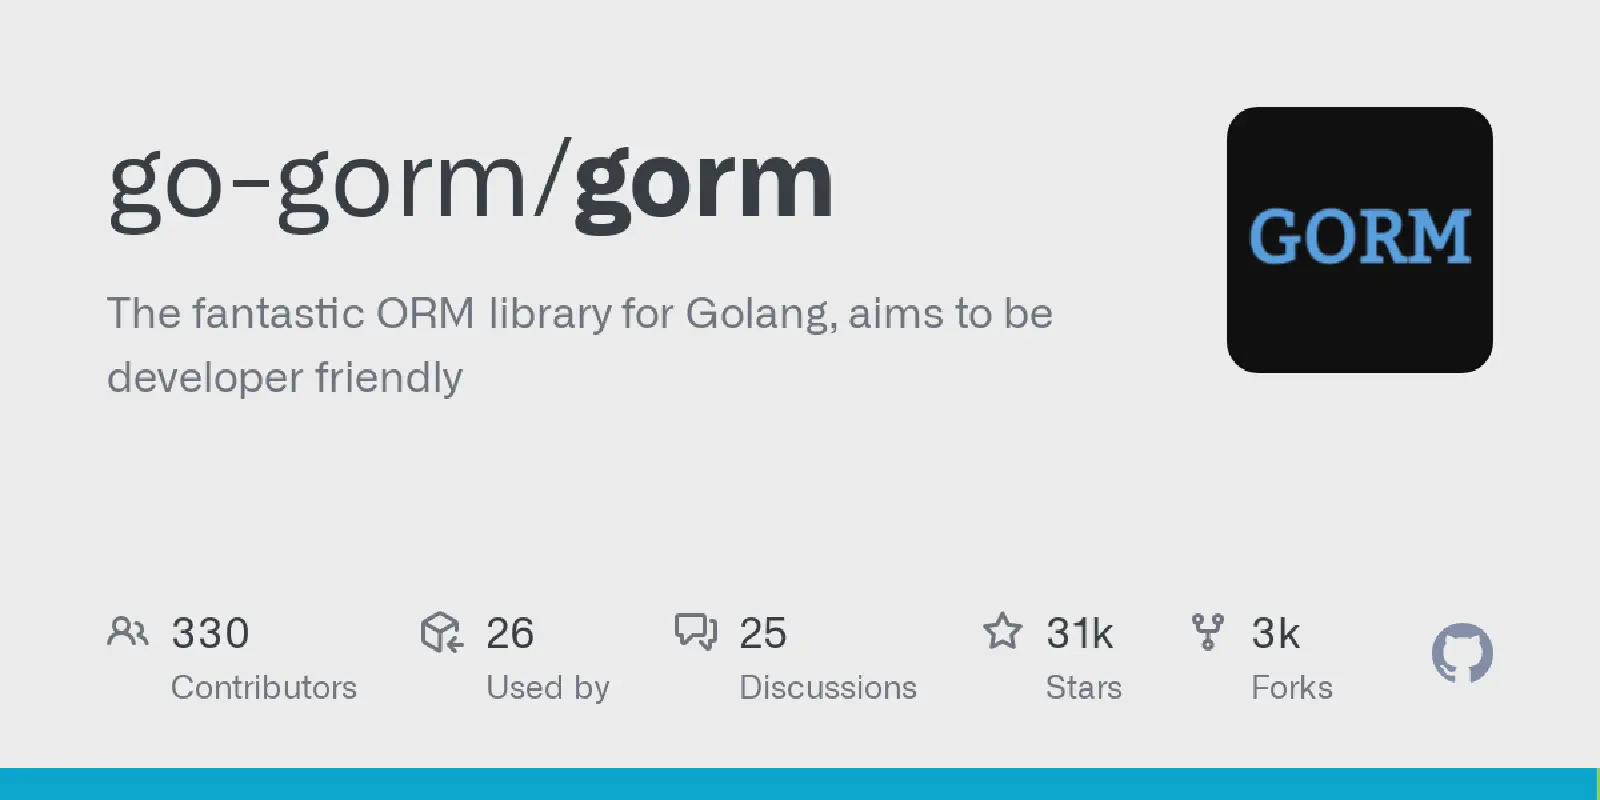 go-gorm/gorm
GORM
The fantastic ORM library for Golang, aims to be
developer friendly
330
Contributors
26
Used by
25
Discussions
31k
Stars
3k
Forks